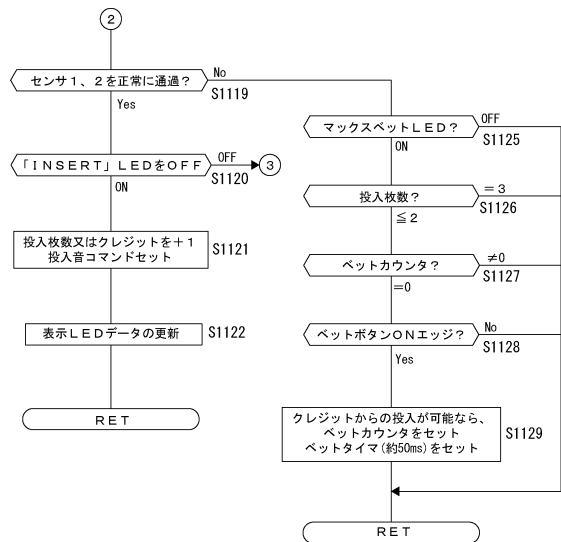 2
センサ1、2を正常に通過?
No
S1119
Yes
「INSERT」LEDをOFF
OFF
3
S1120
ON
投入枚数又はクレジットを+1
投入音コマンドセット
S1121
表示LEDデータの更新
S1122
RET
マックスベットLED?
OFF
S1125
ON
投入枚数?
=3
S1126
≦2
ベットカウンタ?
≠0
S1127
=0
ベットボタンONエッジ?
No
S1128
Yes
クレジットからの投入が可能なら、
ベットカウンタをセット
ベットタイマ(約50ms)をセット
S1129
RET